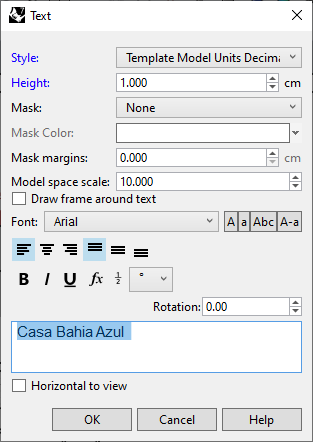 Text
Style: Template Model Units Decima
Height: 1.000 cm
Mask: None
Mask Color:
Mask margins: 0.000 cm
Model space scale: 10.000
Draw frame around text
Font: Arial A a Abc A-a
B I U fx 1/2 °
Rotation: 0.00
Casa Bahia Azul
Horizontal to view
OK Cancel Help